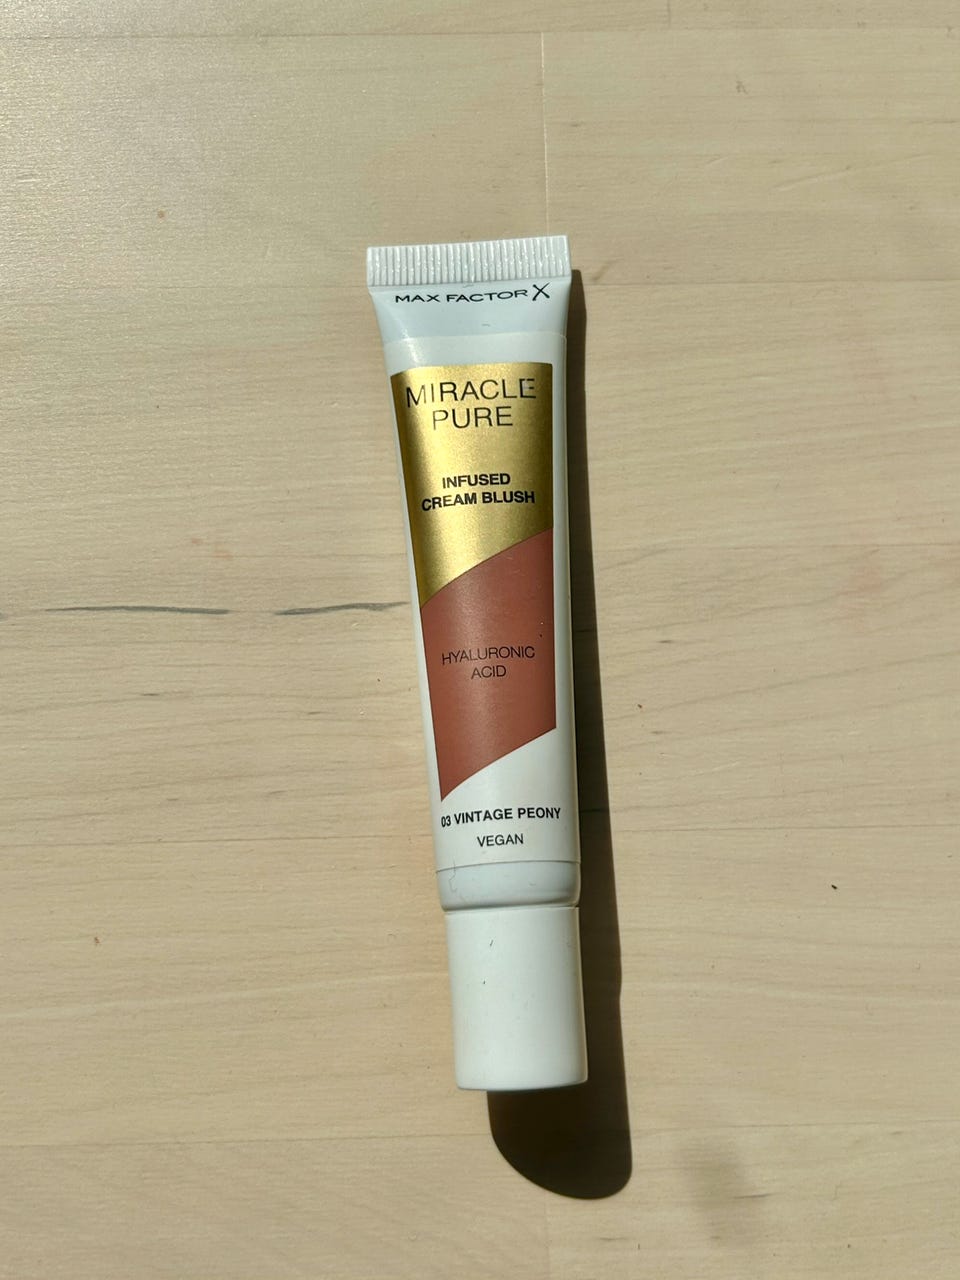 MAX FACTOR X
MIRACLE
PURE
INFUSED
CREAM BLUSH
HYALURONIC
ACID
03 VINTAGE PEONY
VEGAN